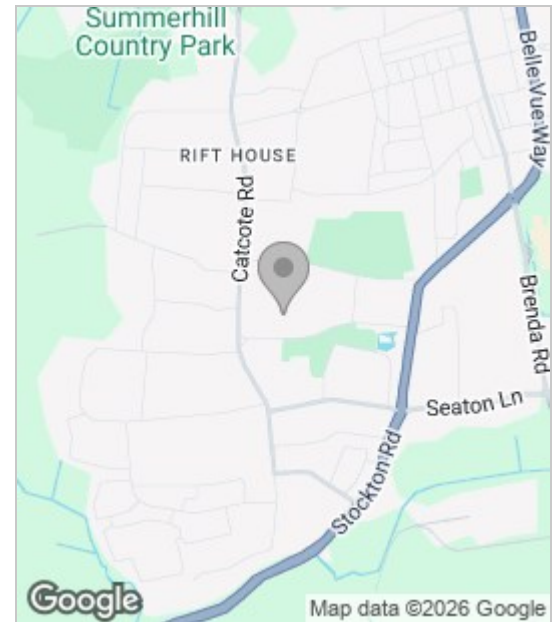 Summerhill
Country Park
Belle Vue Way
RIFT HOUSE
Catcote Rd
Brenda Rd
Seaton Ln
Stockton Rd
Google
Map data ©2026 Google